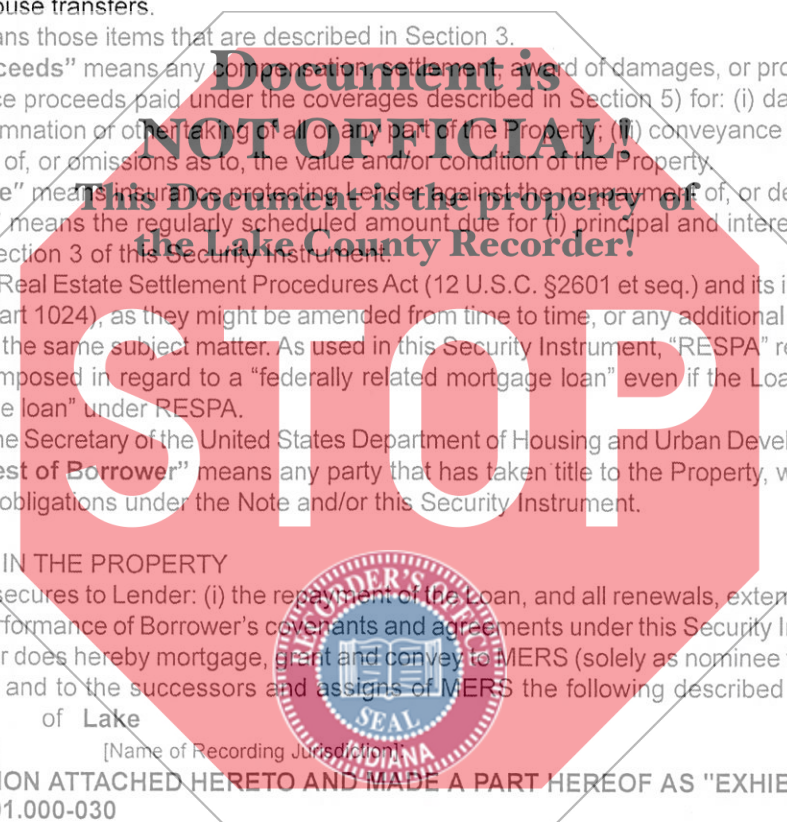 ouse transfers.
ans those items that are described in Section 3.
ceeds” means any compensation, settlement, award of damages, or pro
ce proceeds paid under the coverages described in Section 5) for: (i) da
emnation or other taking of all or any part of the Property; (iii) conveyance
of, or omissions as to, the value and/or condition of the Property.
e” means insurance protecting Lender against the nonpayment of, or de
means the regularly scheduled amount due for (i) principal and intere
ection 3 of this Security Instrument.
Real Estate Settlement Procedures Act (12 U.S.C. §2601 et seq.) and its i
art 1024), as they might be amended from time to time, or any additional
the same subject matter. As used in this Security Instrument, “RESPA” re
mposed in regard to a “federally related mortgage loan” even if the Loa
e loan” under RESPA.
he Secretary of the United States Department of Housing and Urban Devel
est of Borrower” means any party that has taken title to the Property, w
obligations under the Note and/or this Security Instrument.
IN THE PROPERTY
secures to Lender: (i) the repayment of the Loan, and all renewals, exten
formance of Borrower’s covenants and agreements under this Security I
r does hereby mortgage, grant and convey to MERS (solely as nominee
and to the successors and assigns of MERS the following described
of Lake
[Name of Recording Jurisdiction]:
ION ATTACHED HERETO AND MADE A PART HEREOF AS "EXHIB
01.000-030
Document is
NOT OFFICIAL!
This Document is the property of
the Lake County Recorder!
STOP
RECORDER'S OFFICE
SEAL
INDIANA